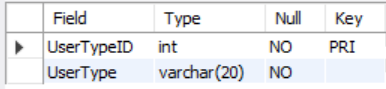 Field Type Null Key
UserTypeID int NO PRI
UserType varchar(20) NO